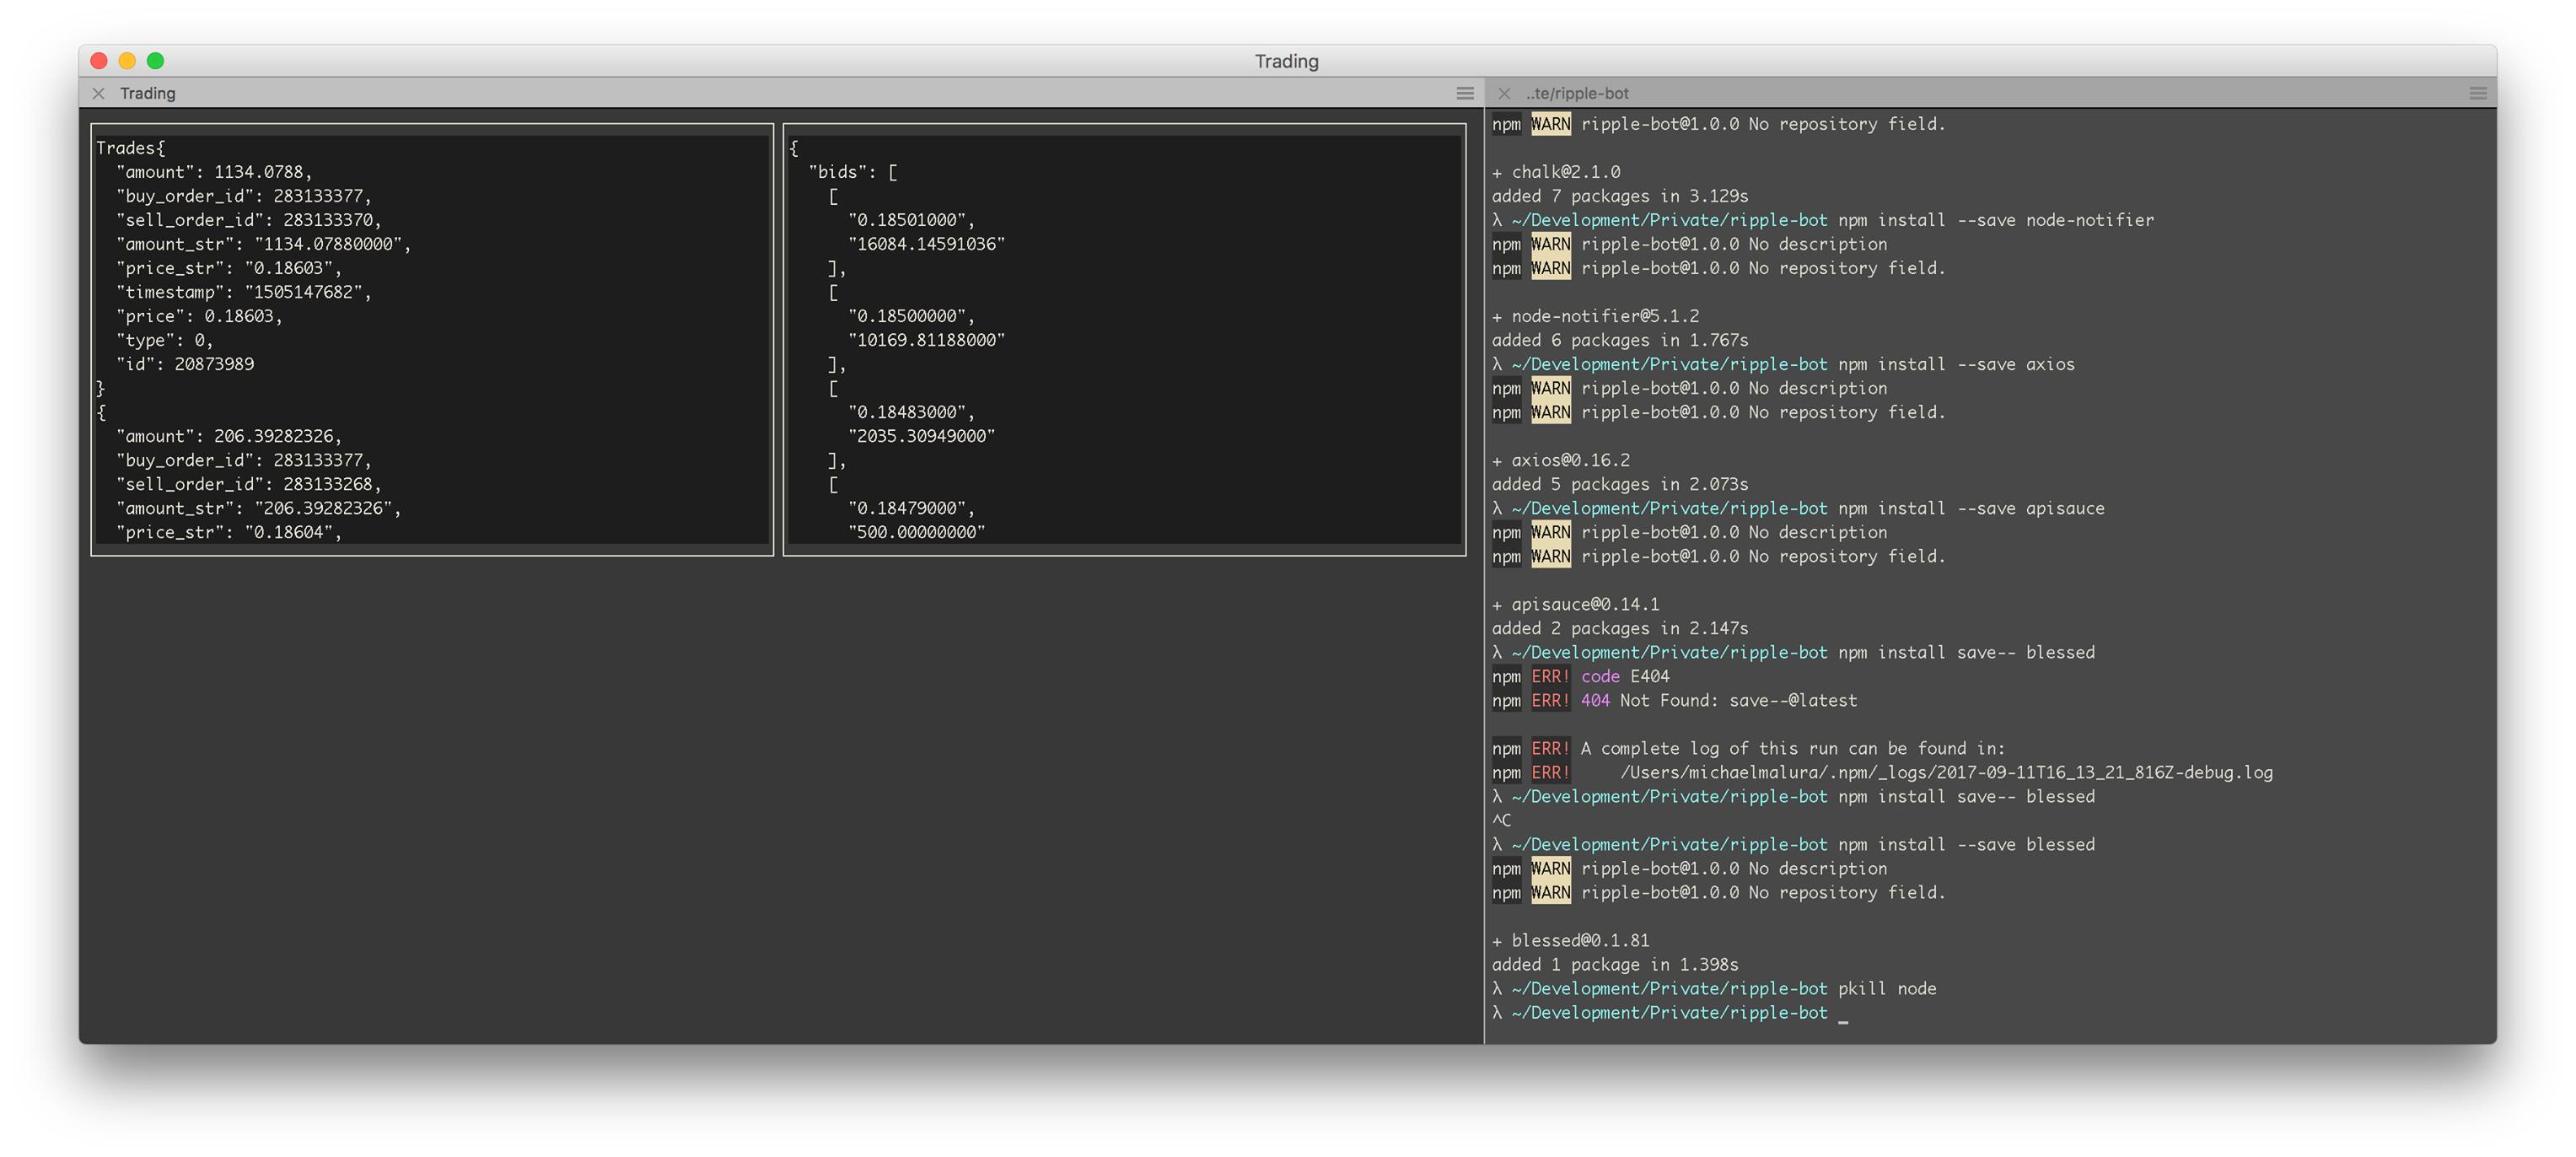 Trading
Trading
Trades{
  "amount": 1134.0788,
  "buy_order_id": 283133377,
  "sell_order_id": 283133370,
  "amount_str": "1134.07880000",
  "price_str": "0.18603",
  "timestamp": "1505147682",
  "price": 0.18603,
  "type": 0,
  "id": 20873989
}
{
  "amount": 206.39282326,
  "buy_order_id": 283133377,
  "sell_order_id": 283133268,
  "amount_str": "206.39282326",
  "price_str": "0.18604",
{
  "bids": [
    [
      "0.18501000",
      "16084.14591036"
    ],
    [
      "0.18500000",
      "10169.81188000"
    ],
    [
      "0.18483000",
      "2035.30949000"
    ],
    [
      "0.18479000",
      "500.00000000"
..te/ripple-bot
npm WARN ripple-bot@1.0.0 No repository field.
+ chalk@2.1.0
added 7 packages in 3.129s
λ ~/Development/Private/ripple-bot npm install --save node-notifier
npm WARN ripple-bot@1.0.0 No description
npm WARN ripple-bot@1.0.0 No repository field.
+ node-notifier@5.1.2
added 6 packages in 1.767s
λ ~/Development/Private/ripple-bot npm install --save axios
npm WARN ripple-bot@1.0.0 No description
npm WARN ripple-bot@1.0.0 No repository field.
+ axios@0.16.2
added 5 packages in 2.073s
λ ~/Development/Private/ripple-bot npm install --save apisauce
npm WARN ripple-bot@1.0.0 No description
npm WARN ripple-bot@1.0.0 No repository field.
+ apisauce@0.14.1
added 2 packages in 2.147s
λ ~/Development/Private/ripple-bot npm install save-- blessed
npm ERR! code E404
npm ERR! 404 Not Found: save--@latest
npm ERR! A complete log of this run can be found in:
npm ERR!     /Users/michaelmalura/.npm/_logs/2017-09-11T16_13_21_816Z-debug.log
λ ~/Development/Private/ripple-bot npm install save-- blessed
^C
λ ~/Development/Private/ripple-bot npm install --save blessed
npm WARN ripple-bot@1.0.0 No description
npm WARN ripple-bot@1.0.0 No repository field.
+ blessed@0.1.81
added 1 package in 1.398s
λ ~/Development/Private/ripple-bot pkill node
λ ~/Development/Private/ripple-bot _